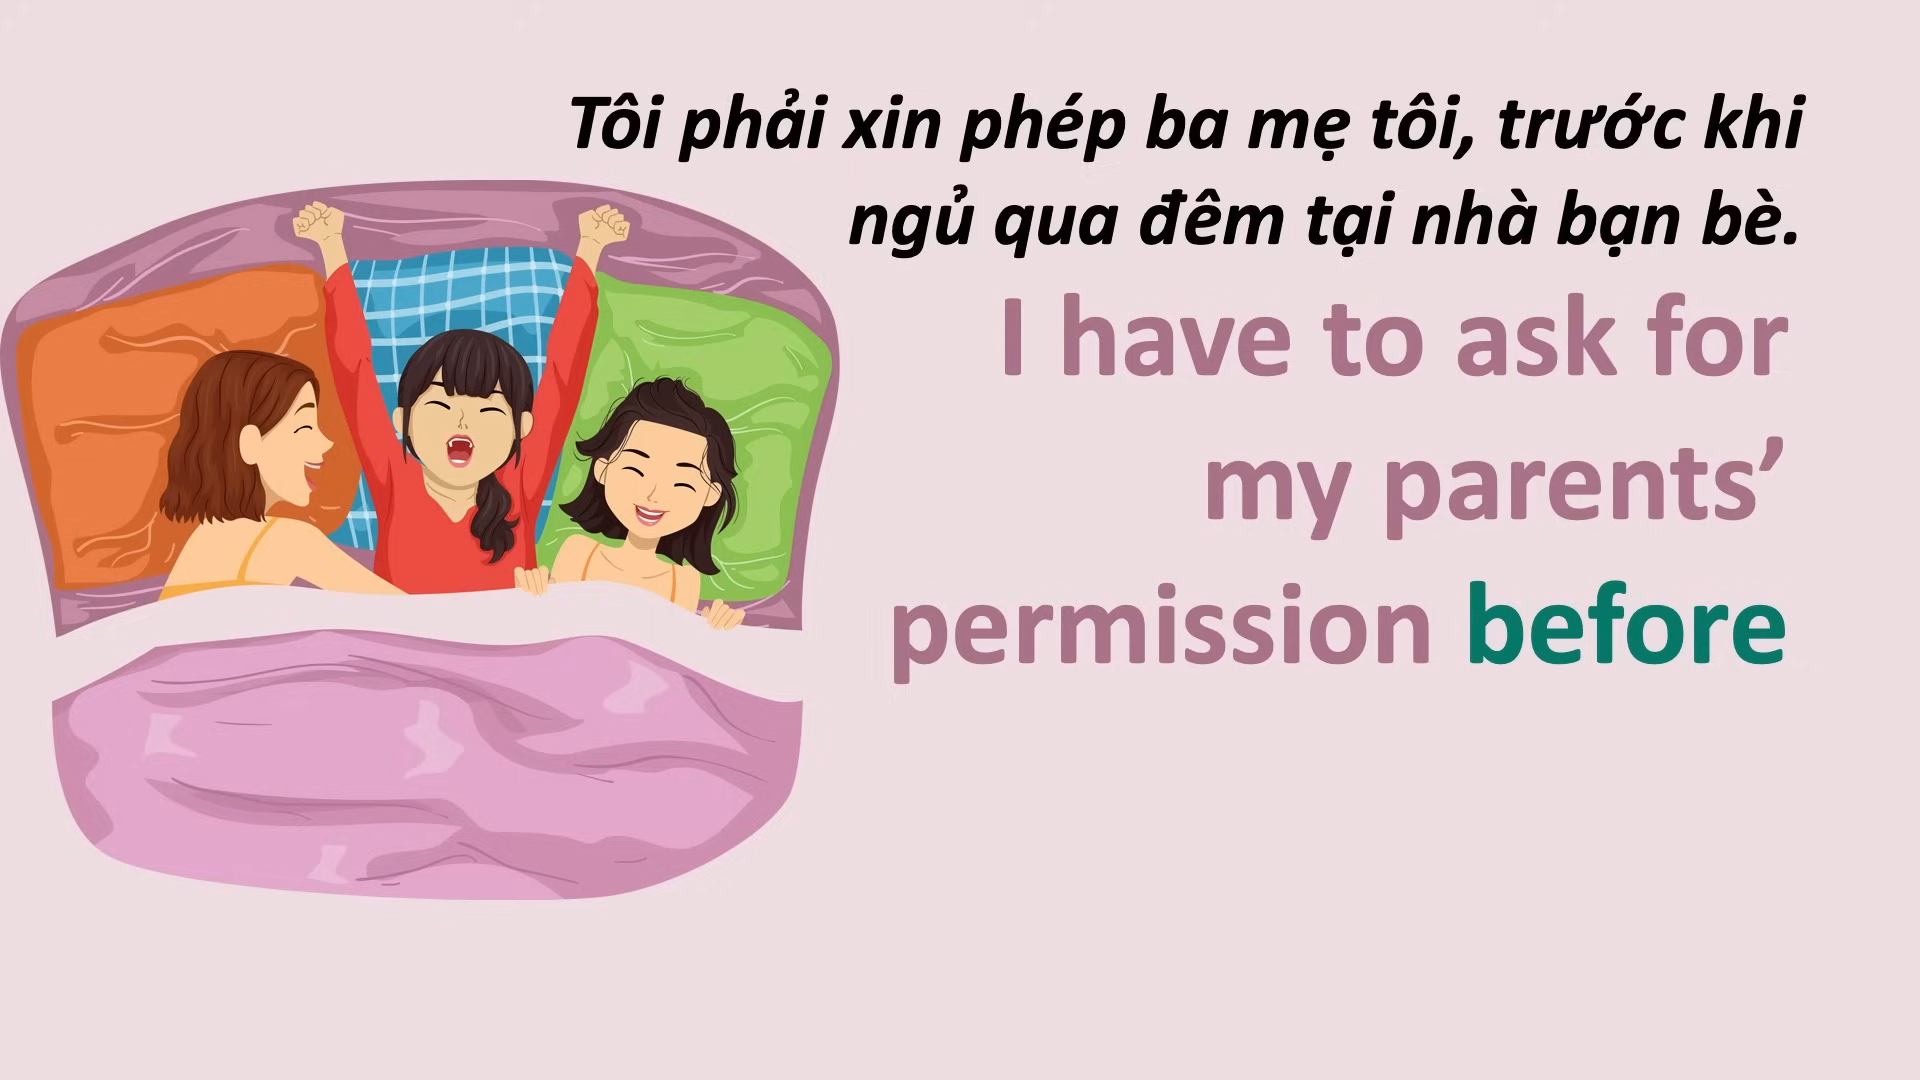 Tôi phải xin phép ba mẹ tôi, trước khi
ngủ qua đêm tại nhà bạn bè.
I have to ask for
my parents’
permission before